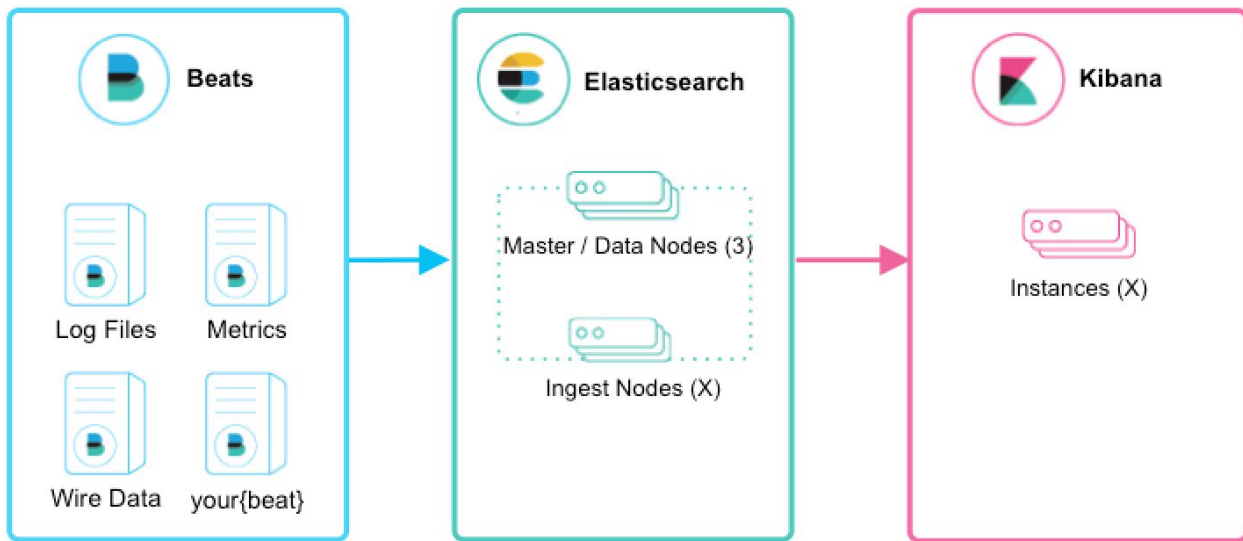 Beats
Log Files
Metrics
Wire Data
your{beat}
Elasticsearch
Master / Data Nodes (3)
Ingest Nodes (X)
Kibana
Instances (X)